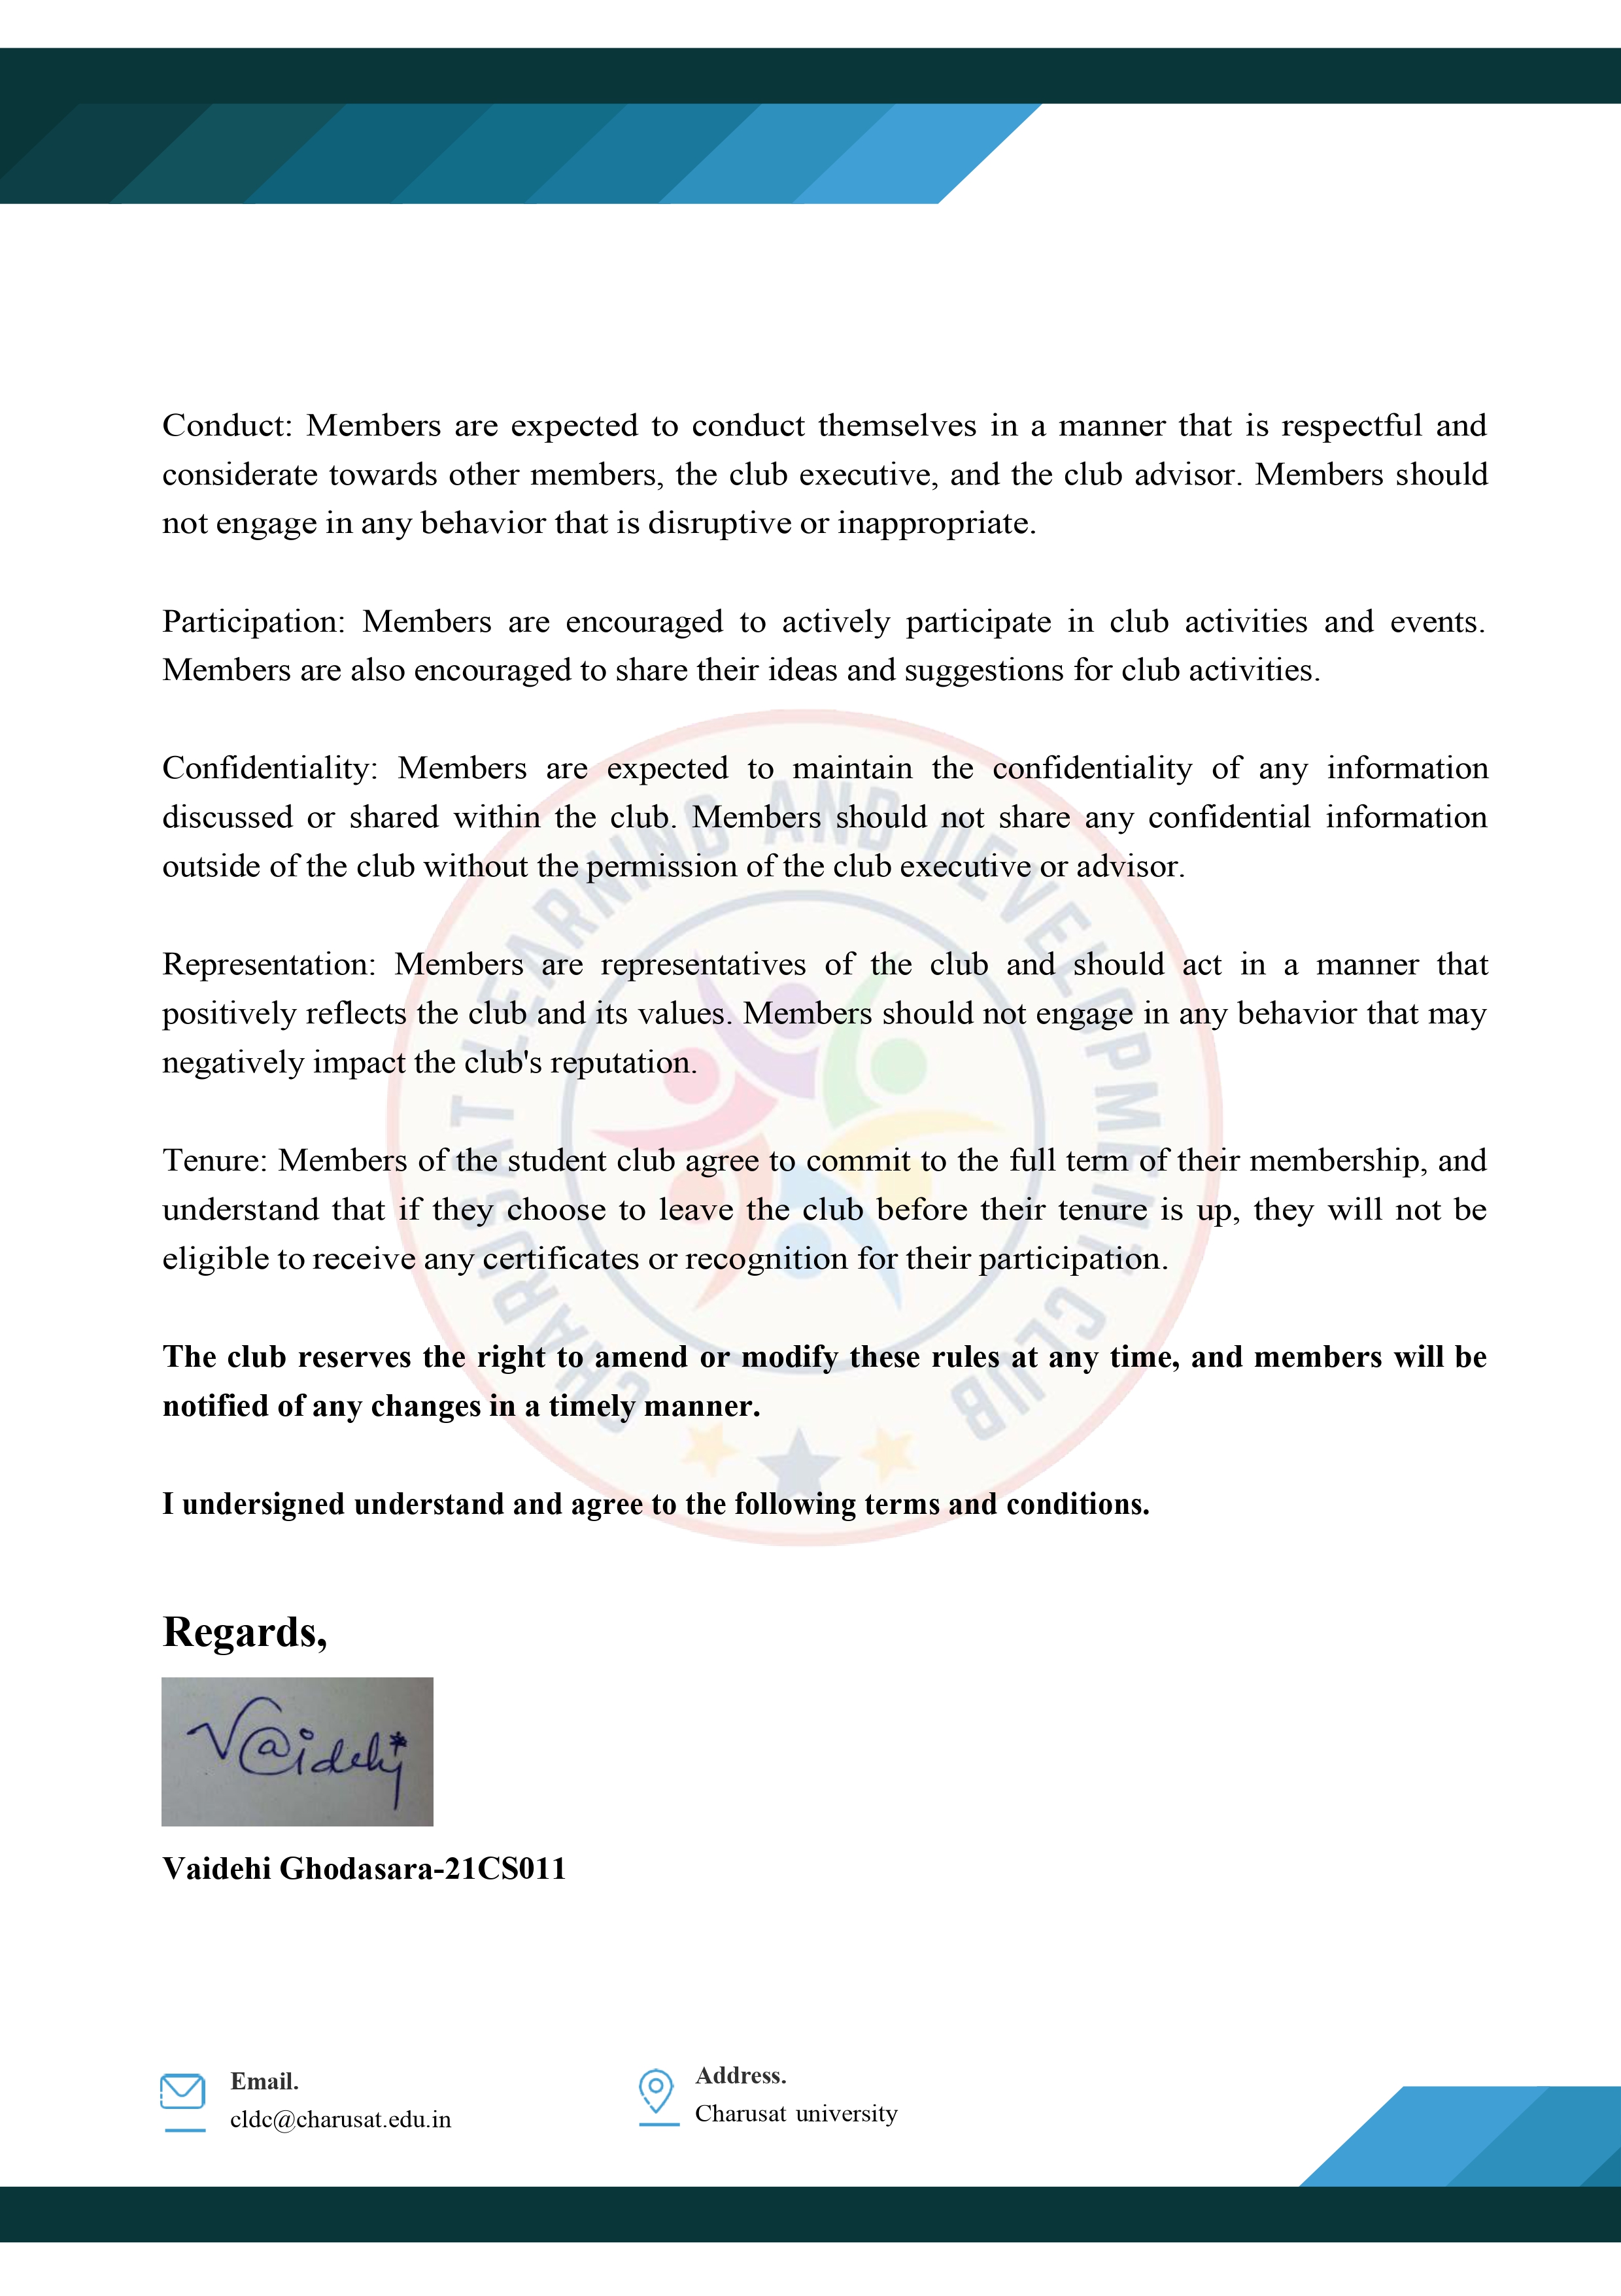 Conduct: Members are expected to conduct themselves in a manner that is respectful and
considerate towards other members, the club executive, and the club advisor. Members should
not engage in any behavior that is disruptive or inappropriate.
Participation: Members are encouraged to actively participate in club activities and events.
Members are also encouraged to share their ideas and suggestions for club activities.
Confidentiality: Members are expected to maintain the confidentiality of any information
discussed or shared within the club. Members should not share any confidential information
outside of the club without the permission of the club executive or advisor.
Representation: Members are representatives of the club and should act in a manner that
positively reflects the club and its values. Members should not engage in any behavior that may
negatively impact the club's reputation.
Tenure: Members of the student club agree to commit to the full term of their membership, and
understand that if they choose to leave the club before their tenure is up, they will not be
eligible to receive any certificates or recognition for their participation.
The club reserves the right to amend or modify these rules at any time, and members will be
notified of any changes in a timely manner.
I undersigned understand and agree to the following terms and conditions.
CHARUSAT LEARNING AND DEVELOPMENT CLUB
Regards,
V@idehi
Vaidehi Ghodasara-21CS011
Email.
cldc@charusat.edu.in
Address.
Charusat university